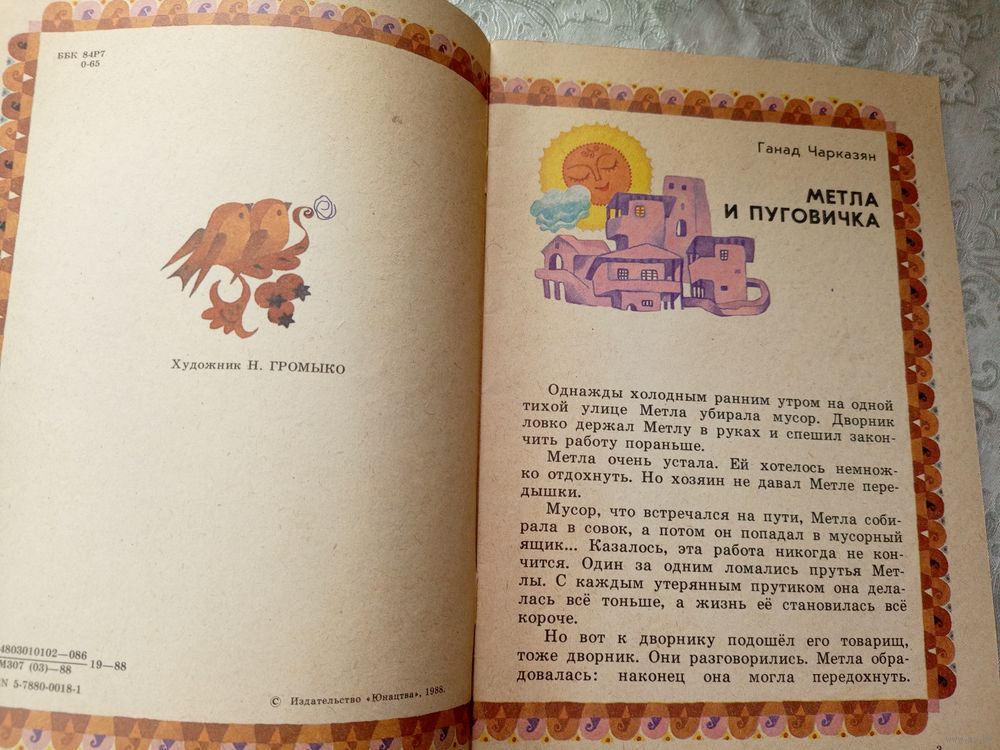 ББК 84Р7
0-65
Художник Н. ГРОМЫКО
4803010102—086
М307 (03)—88
19—88
N 5-7880-0018-1
© Издательство «Юнацтва», 1988.
Ганад Чарказян
МЕТЛА
И ПУГОВИЧКА
Однажды холодным ранним утром на одной
тихой улице Метла убирала мусор. Дворник
ловко держал Метлу в руках и спешил закон-
чить работу пораньше.
Метла очень устала. Ей хотелось немнож-
ко отдохнуть. Но хозяин не давал Метле пере-
дышки.
Мусор, что встречался на пути, Метла соби-
рала в совок, а потом он попадал в мусорный
ящик... Казалось, эта работа никогда не кон-
чится. Один за одним ломались прутья Мет-
лы. С каждым утерянным прутиком она дела-
лась всё тоньше, а жизнь её становилась всё
короче.
Но вот к дворнику подошёл его товарищ,
тоже дворник. Они разговорились. Метла обра-
довалась: наконец она могла передохнуть.